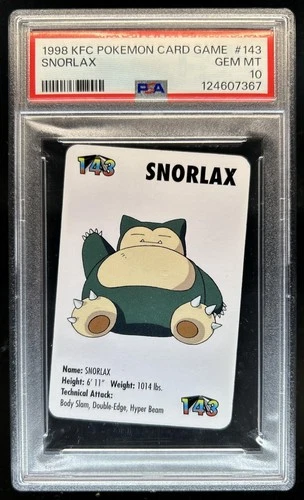 1998 KFC POKEMON CARD GAME #143
SNORLAX GEM MT
10
PSA 124607367
143 SNORLAX
Name: SNORLAX
Height: 6' 11" Weight: 1014 lbs.
Technical Attack:
Body Slam, Double-Edge, Hyper Beam
143